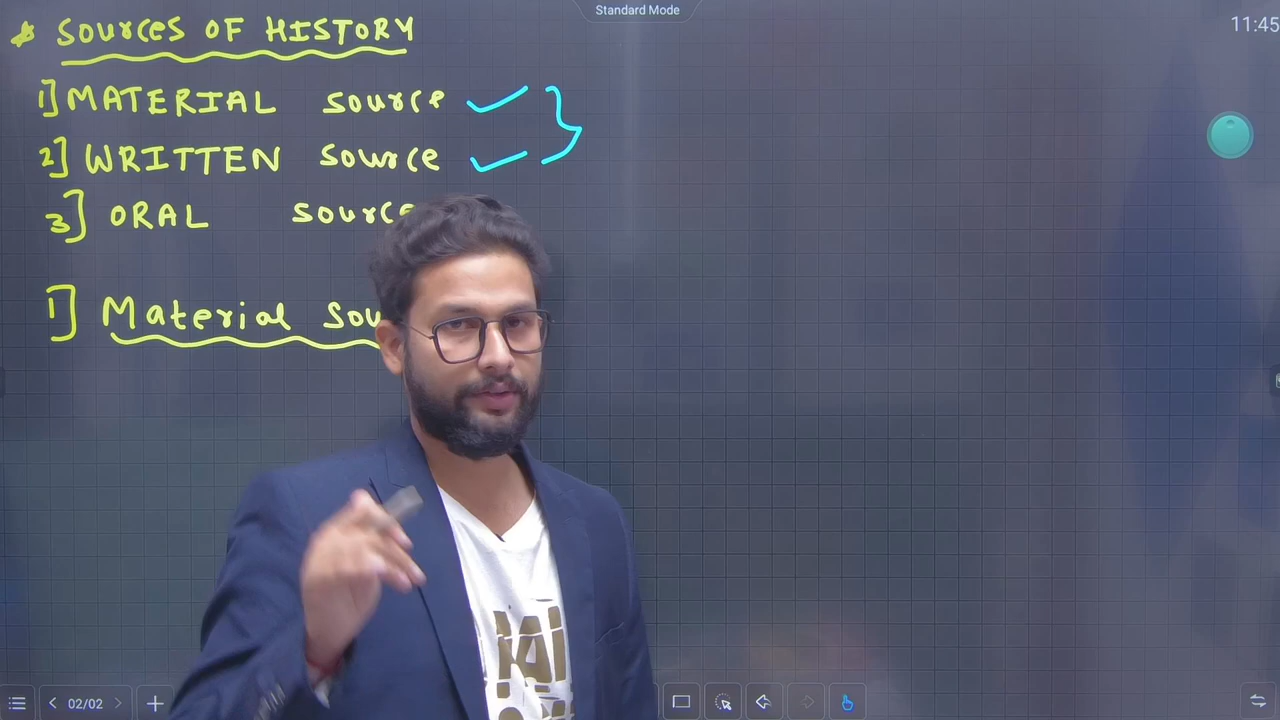 Standard Mode
11:45
SOURCES OF HISTORY
1] MATERIAL source
2] WRITTEN source
3] ORAL source
1] Material
02/02